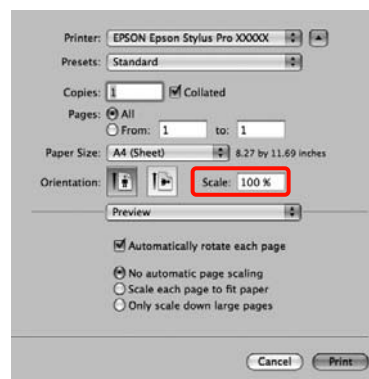 Printer: EPSON Epson Stylus Pro XXXXX
Presets: Standard
Copies: 1 Collated
Pages: All
From: 1 to: 1
Paper Size: A4 (Sheet) 8.27 by 11.69 inches
Orientation: Scale: 100 %
Preview
Automatically rotate each page
No automatic page scaling
Scale each page to fit paper
Only scale down large pages
Cancel Print